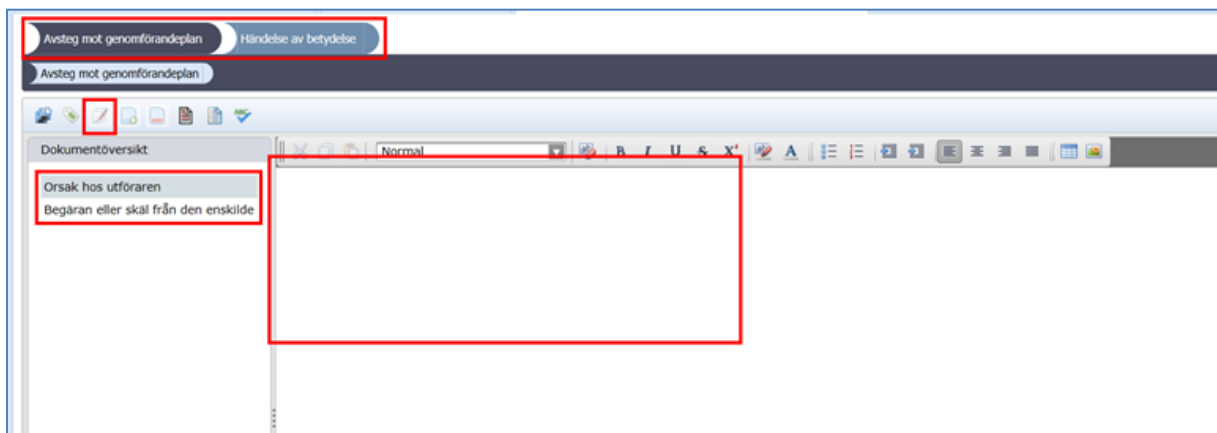 Avsteg mot genomförandeplan Händelse av betydelse
Avsteg mot genomförandeplan
ABC
Dokumentöversikt Normal B I U S X A
Orsak hos utföraren
Begäran eller skäl från den enskilde